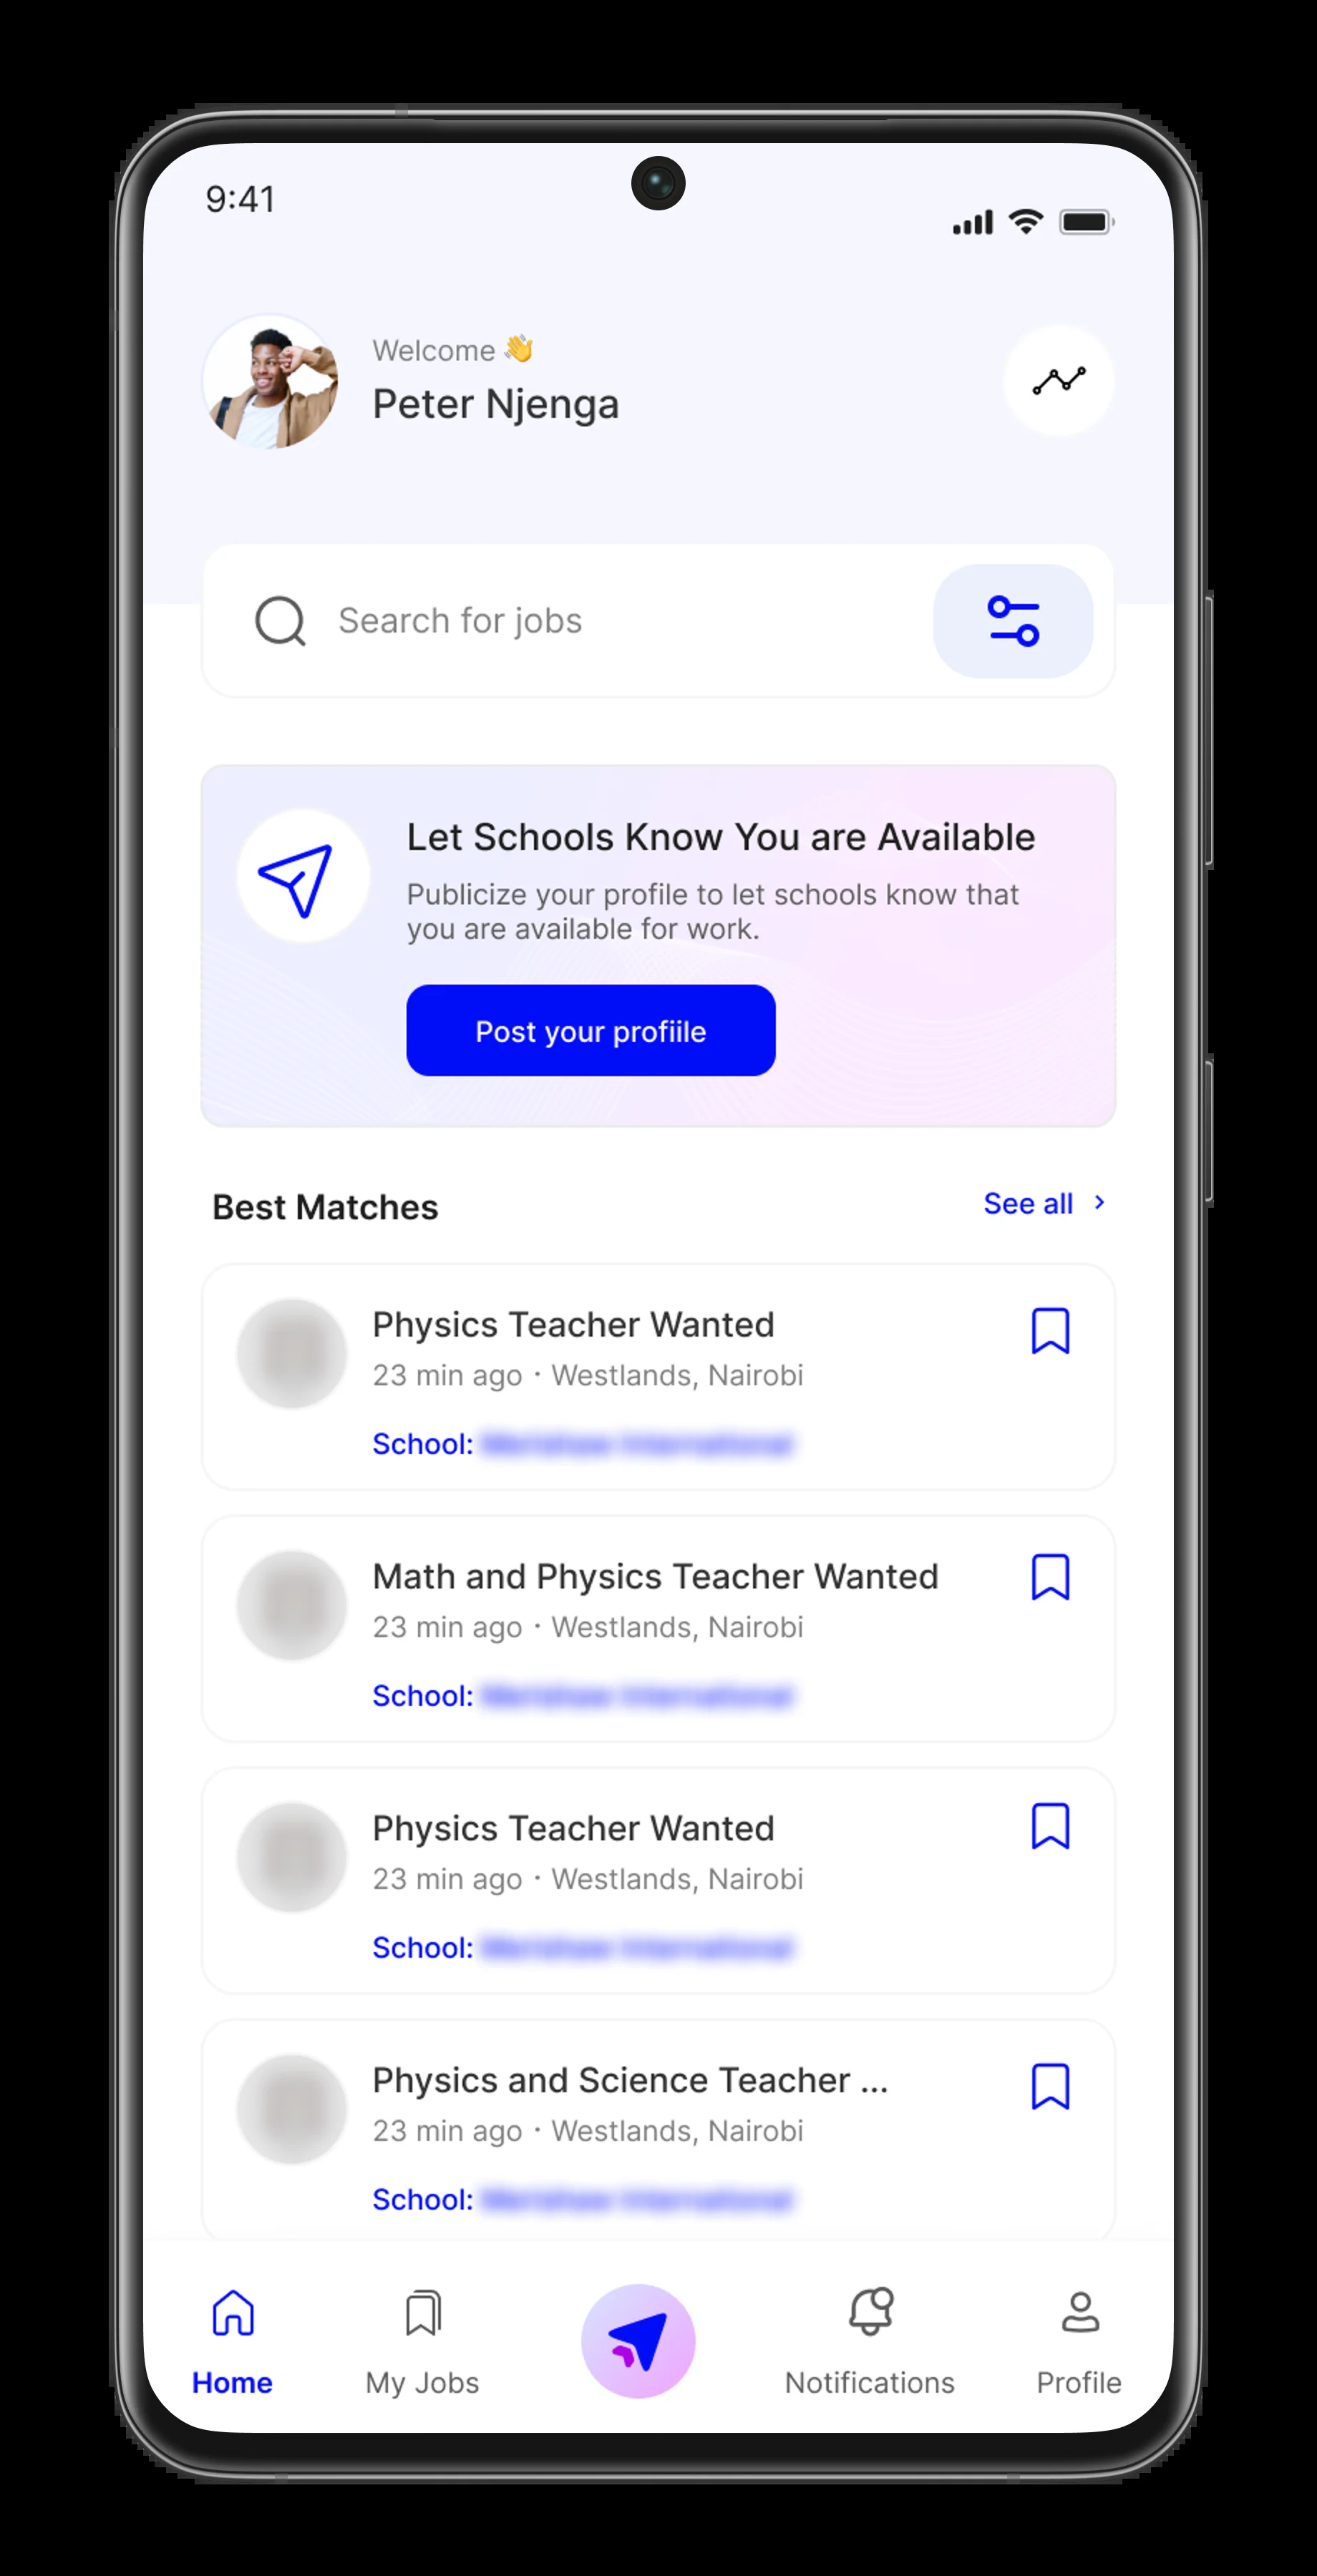 9:41
Welcome 👋
Peter Njenga
Search for jobs
Let Schools Know You are Available
Publicize your profile to let schools know that
you are available for work.
Post your profiile
Best Matches
See all
Physics Teacher Wanted
23 min ago · Westlands, Nairobi
School:
Math and Physics Teacher Wanted
23 min ago · Westlands, Nairobi
School:
Physics Teacher Wanted
23 min ago · Westlands, Nairobi
School:
Physics and Science Teacher ...
23 min ago · Westlands, Nairobi
School:
Home
My Jobs
Notifications
Profile